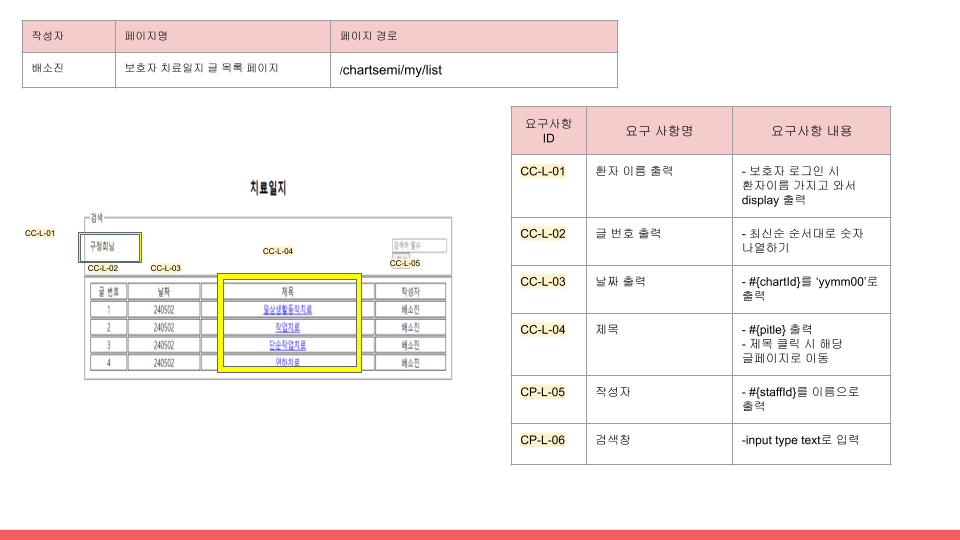 작성자 페이지명 페이지 경로
배소진 보호자 치료일지 글 목록 페이지 /chartsemi/my/list
치료일지
검색
CC-L-01
구정회님
검색어 필수
CC-L-04
CC-L-02 CC-L-03 CC-L-05
글 번호 날짜 제목 작성자
1 240502 일상생활동작치료 배소진
2 240502 작업치료 배소진
3 240502 단순작업치료 배소진
4 240502 연하치료 배소진
요구사항
ID
요구 사항명 요구사항 내용
CC-L-01 환자 이름 출력 - 보호자 로그인 시
환자이름 가지고 와서
display 출력
CC-L-02 글 번호 출력 - 최신순 순서대로 숫자
나열하기
CC-L-03 날짜 출력 - #{chartId}를 ‘yymm00’로
출력
CC-L-04 제목 - #{pitle} 출력
- 제목 클릭 시 해당
글페이지로 이동
CP-L-05 작성자 - #{staffId}를 이름으로
출력
CP-L-06 검색창 -input type text로 입력